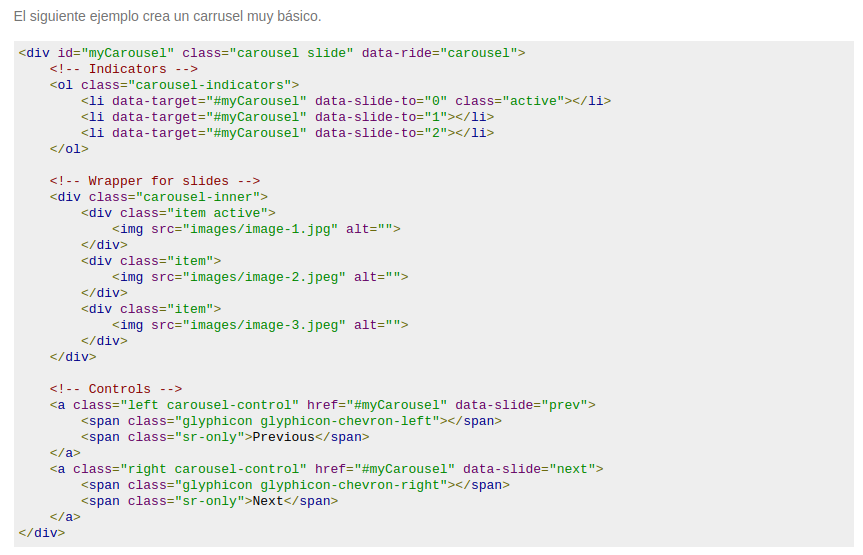 El siguiente ejemplo crea un carrusel muy básico.
<div id="myCarousel" class="carousel slide" data-ride="carousel">
    <!-- Indicators -->
    <ol class="carousel-indicators">
        <li data-target="#myCarousel" data-slide-to="0" class="active"></li>
        <li data-target="#myCarousel" data-slide-to="1"></li>
        <li data-target="#myCarousel" data-slide-to="2"></li>
    </ol>

    <!-- Wrapper for slides -->
    <div class="carousel-inner">
        <div class="item active">
            <img src="images/image-1.jpg" alt="">
        </div>
        <div class="item">
            <img src="images/image-2.jpeg" alt="">
        </div>
        <div class="item">
            <img src="images/image-3.jpeg" alt="">
        </div>
    </div>

    <!-- Controls -->
    <a class="left carousel-control" href="#myCarousel" data-slide="prev">
        <span class="glyphicon glyphicon-chevron-left"></span>
        <span class="sr-only">Previous</span>
    </a>
    <a class="right carousel-control" href="#myCarousel" data-slide="next">
        <span class="glyphicon glyphicon-chevron-right"></span>
        <span class="sr-only">Next</span>
    </a>
</div>